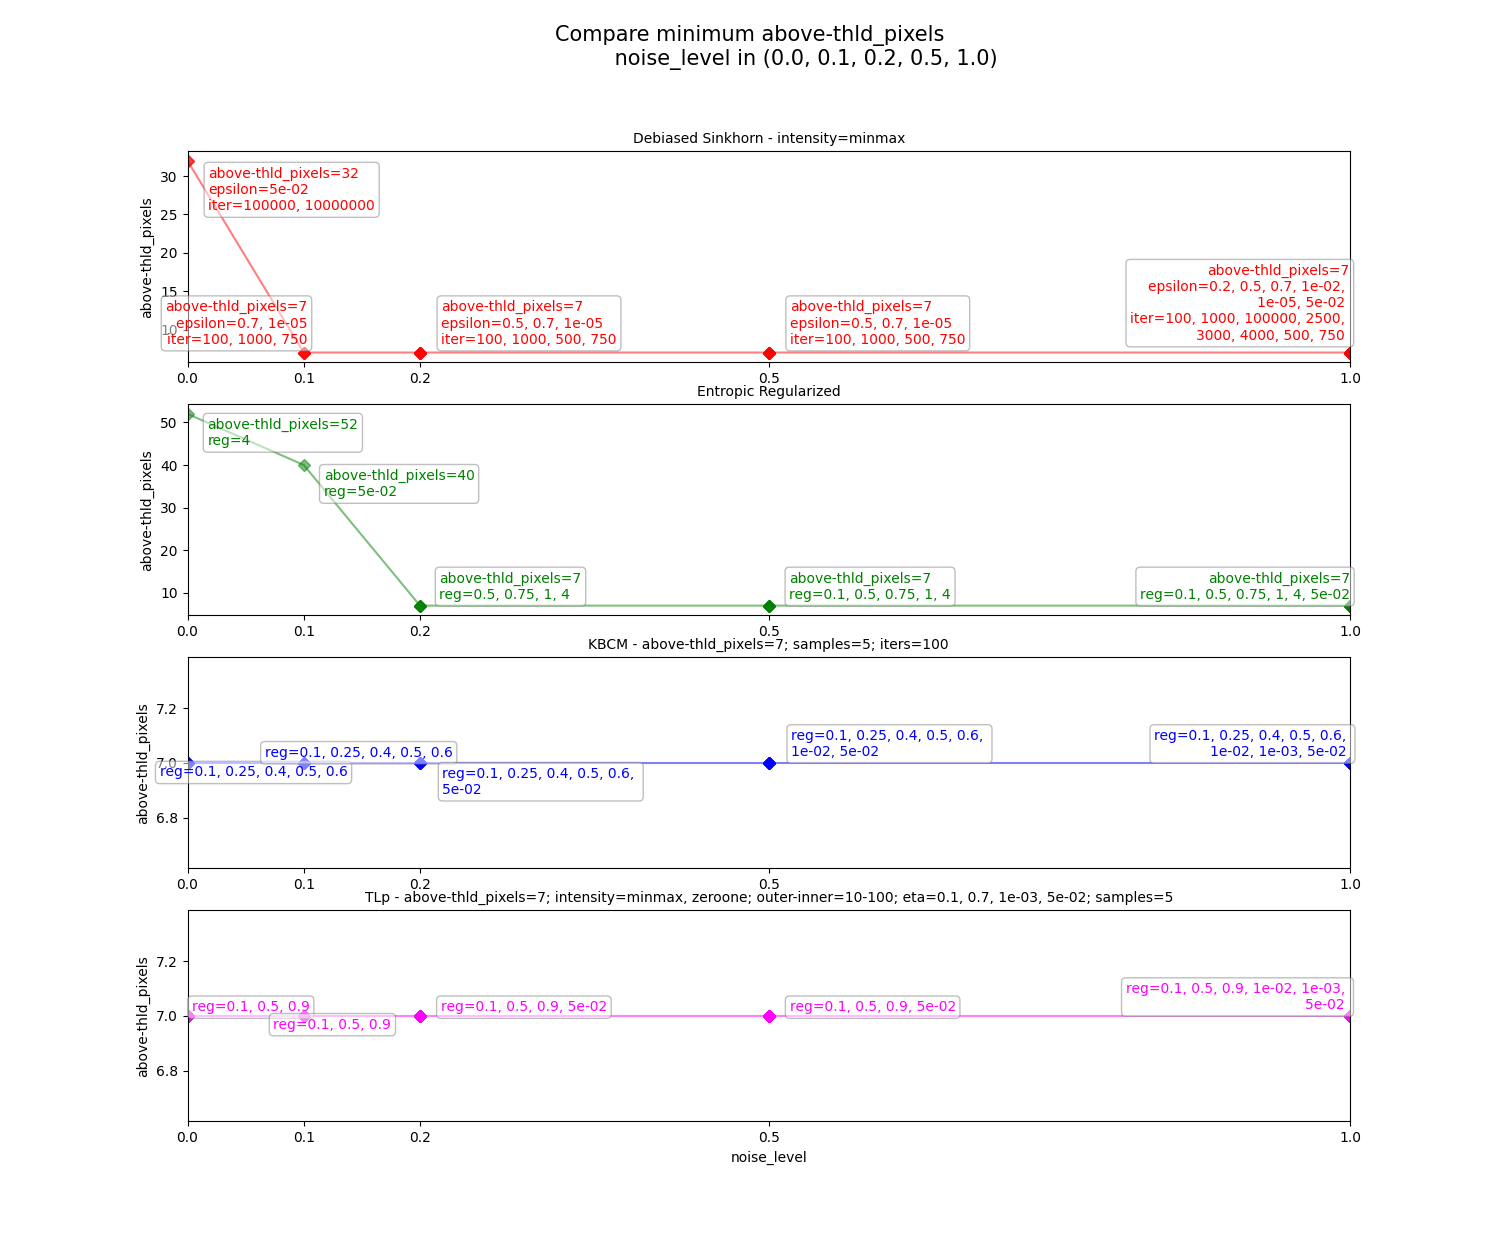 Compare minimum above-thld_pixels
noise_level in (0.0, 0.1, 0.2, 0.5, 1.0)
Debiased Sinkhorn - intensity=minmax
above-thld_pixels
30
25
20
15
10
above-thld_pixels=32
epsilon=5e-02
iter=100000, 10000000
above-thld_pixels=7
epsilon=0.7, 1e-05
iter=100, 1000, 750
above-thld_pixels=7
epsilon=0.5, 0.7, 1e-05
iter=100, 1000, 500, 750
above-thld_pixels=7
epsilon=0.5, 0.7, 1e-05
iter=100, 1000, 500, 750
above-thld_pixels=7
epsilon=0.2, 0.5, 0.7, 1e-02,
1e-05, 5e-02
iter=100, 1000, 100000, 2500,
3000, 4000, 500, 750
0.0 0.1 0.2 0.5 1.0
Entropic Regularized
above-thld_pixels
50
40
30
20
10
above-thld_pixels=52
reg=4
above-thld_pixels=40
reg=5e-02
above-thld_pixels=7
reg=0.5, 0.75, 1, 4
above-thld_pixels=7
reg=0.1, 0.5, 0.75, 1, 4
above-thld_pixels=7
reg=0.1, 0.5, 0.75, 1, 4, 5e-02
0.0 0.1 0.2 0.5 1.0
KBCM - above-thld_pixels=7; samples=5; iters=100
above-thld_pixels
7.2
7.0
6.8
reg=0.1, 0.25, 0.4, 0.5, 0.6
reg=0.1, 0.25, 0.4, 0.5, 0.6
reg=0.1, 0.25, 0.4, 0.5, 0.6,
5e-02
reg=0.1, 0.25, 0.4, 0.5, 0.6,
1e-02, 5e-02
reg=0.1, 0.25, 0.4, 0.5, 0.6,
1e-02, 1e-03, 5e-02
0.0 0.1 0.2 0.5 1.0
TLp - above-thld_pixels=7; intensity=minmax, zeroone; outer-inner=10-100; eta=0.1, 0.7, 1e-03, 5e-02; samples=5
above-thld_pixels
7.2
7.0
6.8
reg=0.1, 0.5, 0.9
reg=0.1, 0.5, 0.9
reg=0.1, 0.5, 0.9, 5e-02
reg=0.1, 0.5, 0.9, 5e-02
reg=0.1, 0.5, 0.9, 1e-02, 1e-03,
5e-02
0.0 0.1 0.2 0.5 1.0
noise_level